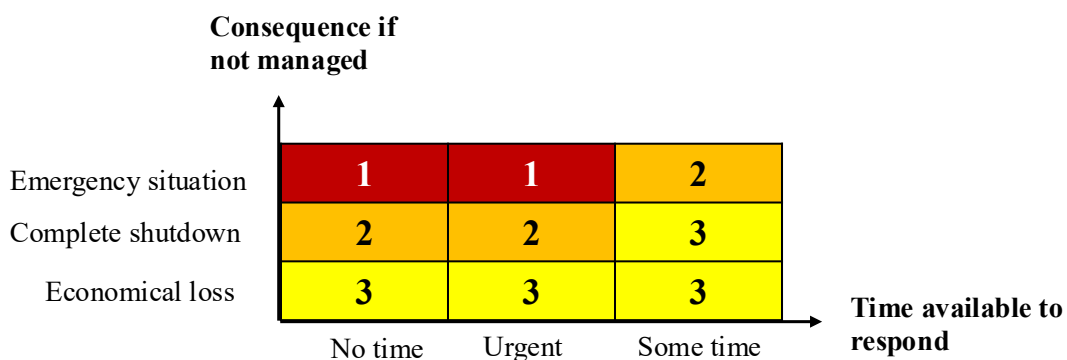 Consequence if
not managed
Emergency situation 1 1 2
Complete shutdown 2 2 3
Economical loss 3 3 3
Time available to
respond
No time Urgent Some time